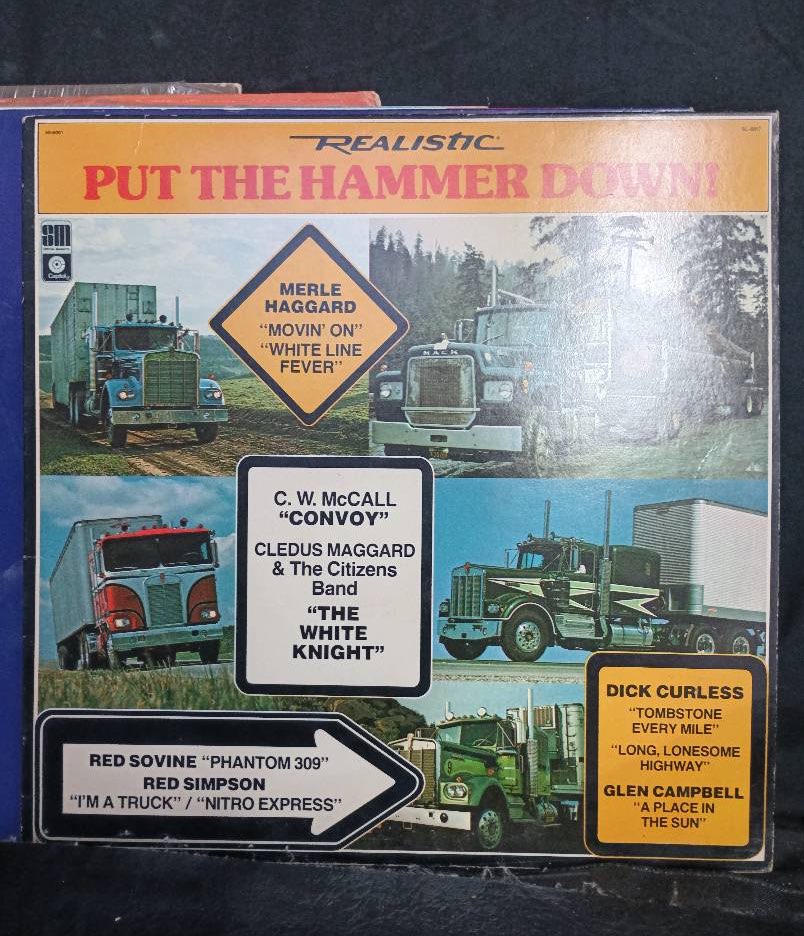 REALISTIC
PUT THE HAMMER DOWN!
SM
Capitol
MERLE
HAGGARD
“MOVIN’ ON”
“WHITE LINE
FEVER”
MACK
C. W. McCALL
“CONVOY”
CLEDUS MAGGARD
& The Citizens
Band
“THE
WHITE
KNIGHT”
DICK CURLESS
“TOMBSTONE
EVERY MILE”
“LONG, LONESOME
HIGHWAY”
GLEN CAMPBELL
“A PLACE IN
THE SUN”
RED SOVINE “PHANTOM 309”
RED SIMPSON
“I’M A TRUCK” / “NITRO EXPRESS”